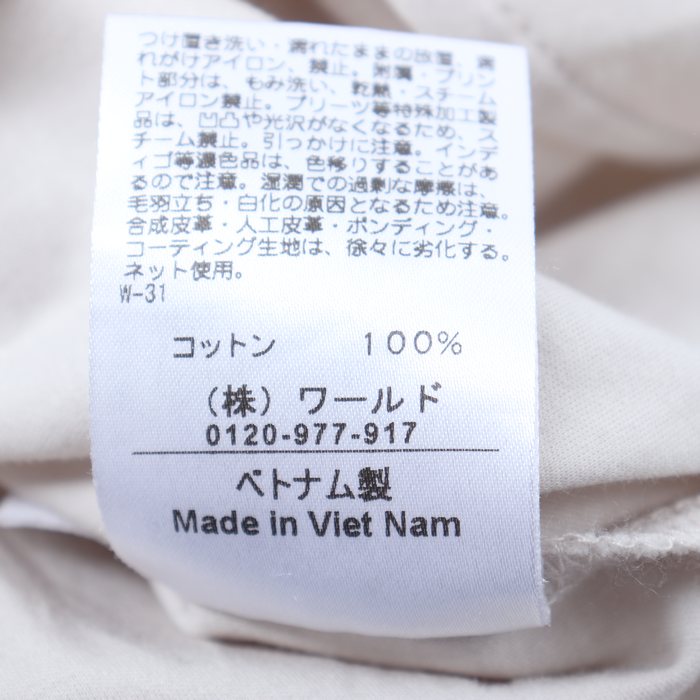 つけ置き洗い・濡れたままの放置、濡
れがけアイロン、禁止。刺繍・プリン
ト部分は、もみ洗い、乾熱・スチーム
アイロン禁止。プリーツ等特殊加工製
品は、凹凸や光沢がなくなるため、ス
チーム禁止。引っかけに注意。インデ
ィゴ等濃色品は、色移りすることがあ
るので注意。湿潤での過剰な摩擦は、
毛羽立ち・白化の原因となるため注意。
合成皮革・人工皮革・ボンディング・
コーティング生地は、徐々に劣化する。
ネット使用。
W-31
コットン 100%
(株) ワールド
0120-977-917
ベトナム製
Made in Viet Nam